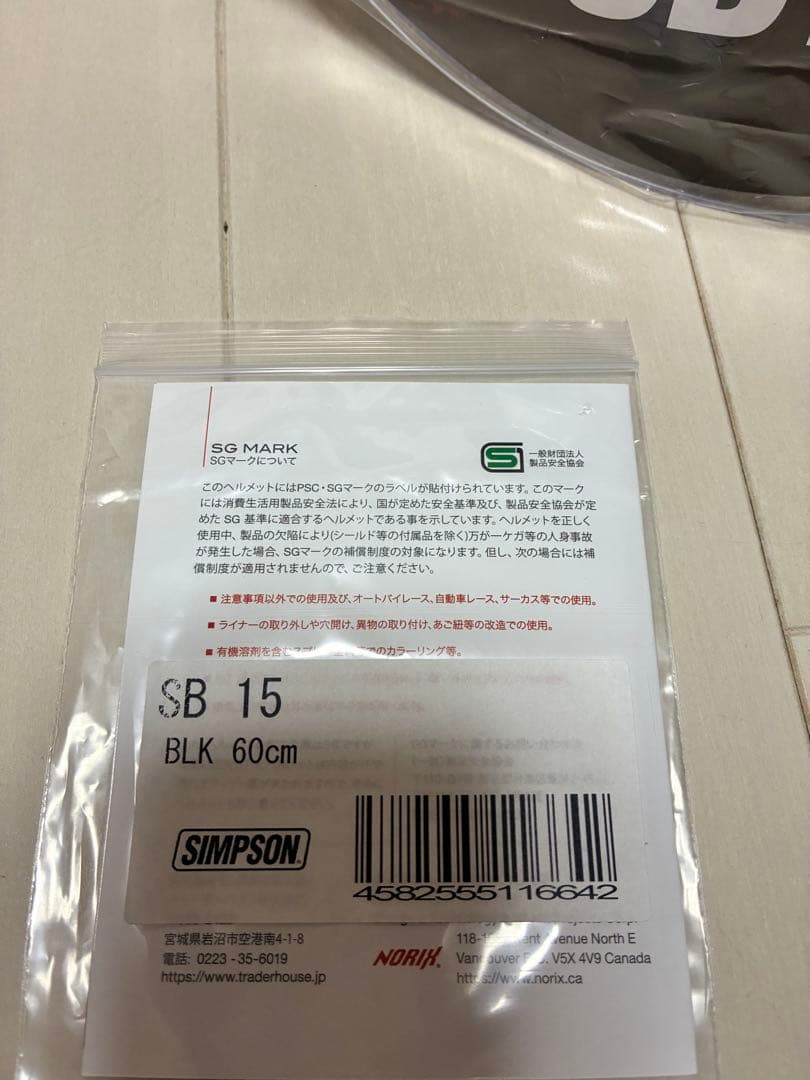 SG MARK
SGマークについて
一般財団法人
製品安全協会
このヘルメットにはPSC・SGマークのラベルが貼付けられています。このマーク
には消費生活用製品安全法により、国が定めた安全基準及び、製品安全協会が定
めた SG 基準に適合するヘルメットである事を示しています。ヘルメットを正しく
使用中、製品の欠陥により(シールド等の付属品を除く)万が一ケガ等の人身事故
が発生した場合、SGマークの補償制度の対象になります。但し、次の場合には補
償制度が適用されませんので、ご注意ください。
■ 注意事項以外での使用及び、オートバイレース、自動車レース、サーカス等での使用。
■ ライナーの取り外しや穴開け、異物の取り付け、あご紐等の改造での使用。
■ 有機溶剤を含む でのカラーリング等。
SB 15
BLK 60cm
SIMPSON
4582555116642
宮城県岩沼市空港南4-1-8
電話: 0223 - 35-6019
https://www.traderhouse.jp
NORIX
Avenue North E
Vancouver V5X 4V9 Canada
https://www.norix.ca